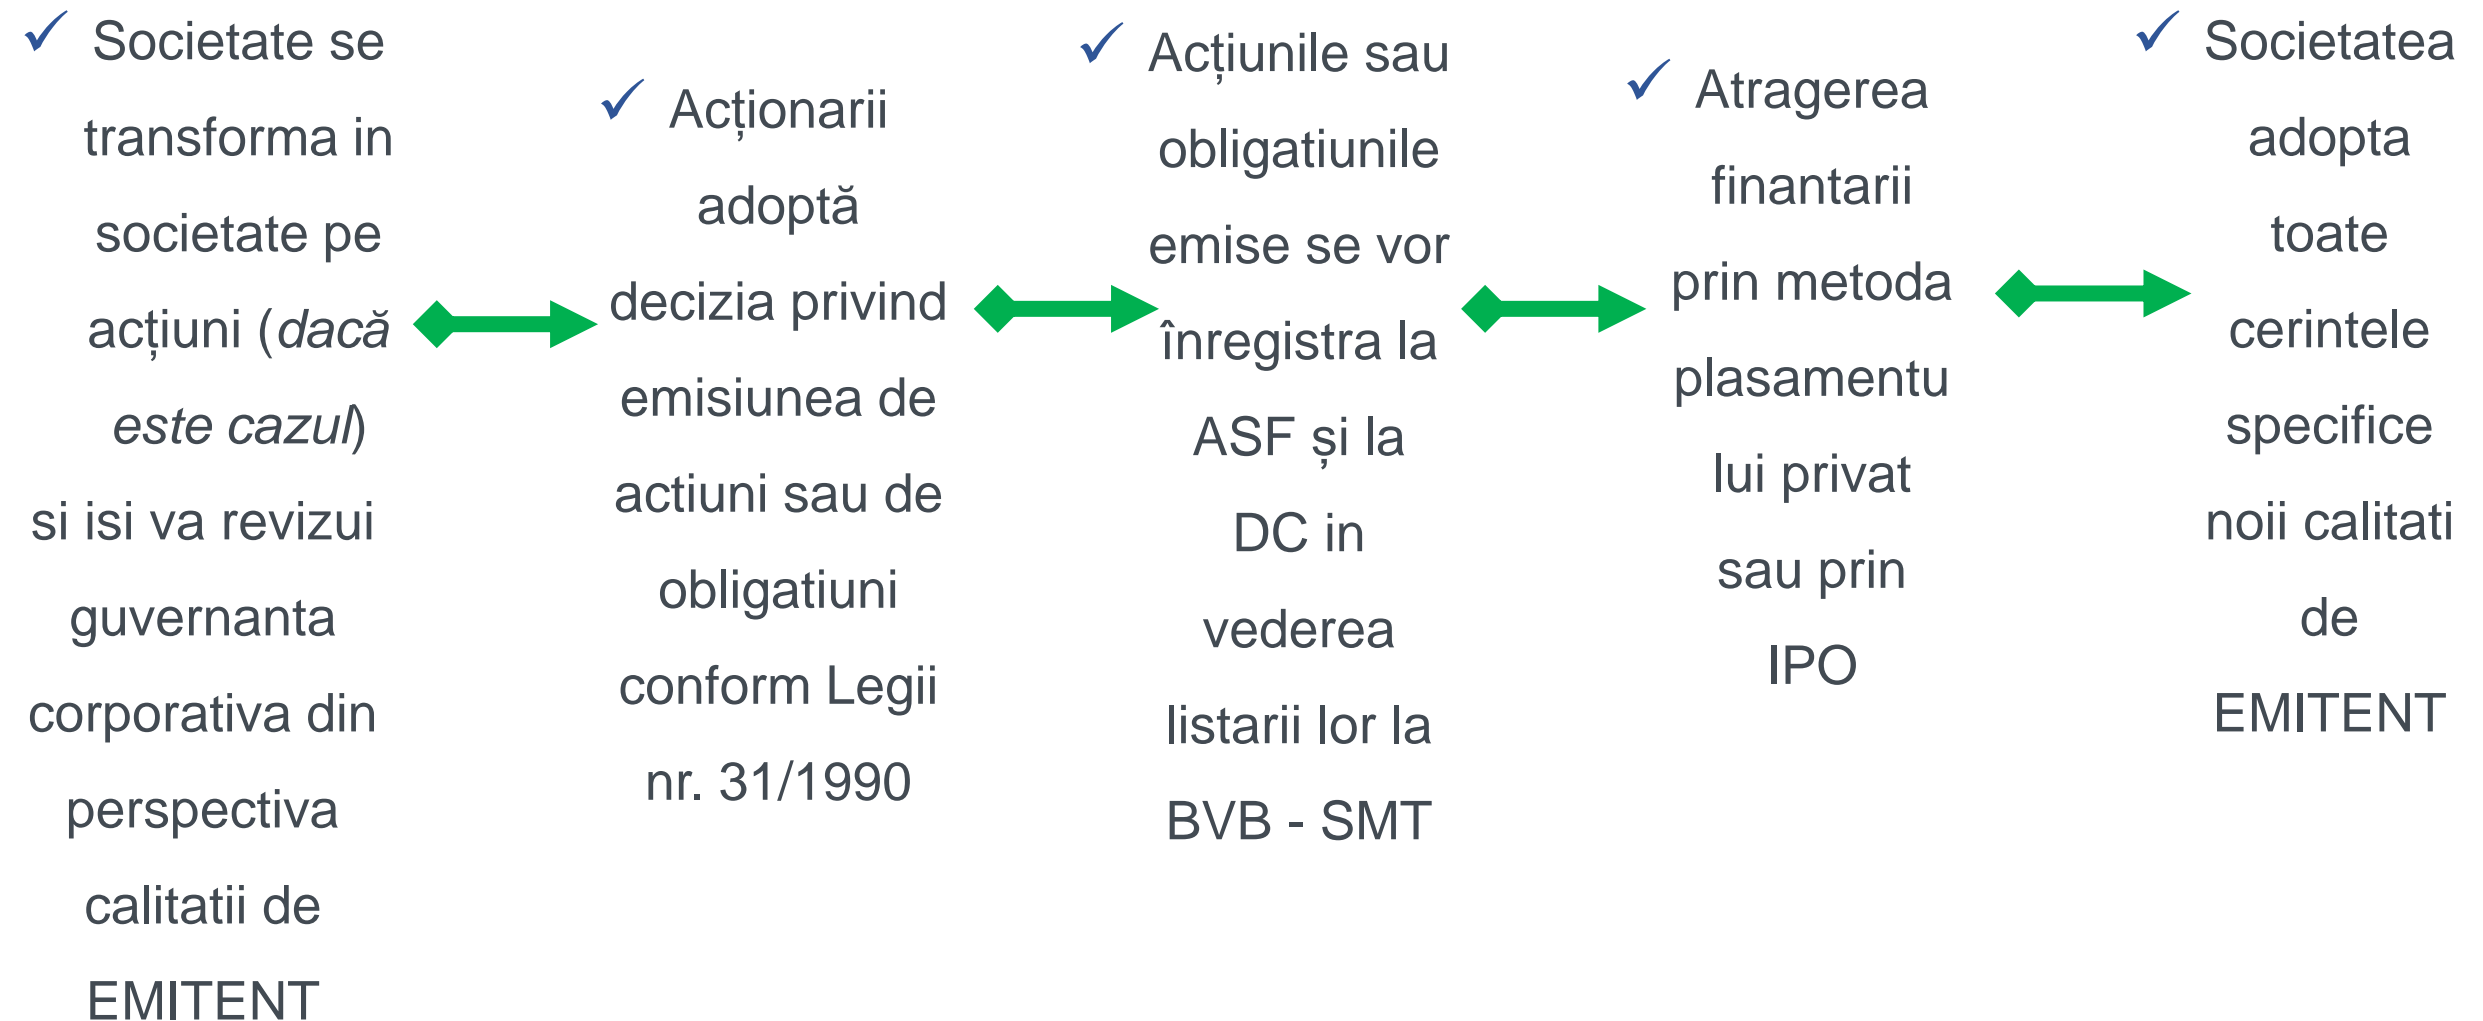 Societate se
transforma in
societate pe
acțiuni (dacă
este cazul)
si isi va revizui
guvernanta
corporativa din
perspectiva
calitatii de
EMITENT
Acționarii
adoptă
decizia privind
emisiunea de
actiuni sau de
obligatiuni
conform Legii
nr. 31/1990
Acțiunile sau
obligatiunile
emise se vor
înregistra la
ASF și la
DC in
vederea
listarii lor la
BVB - SMT
Atragerea
finantarii
prin metoda
plasamentu
lui privat
sau prin
IPO
Societatea
adopta
toate
cerintele
specifice
noii calitati
de
EMITENT